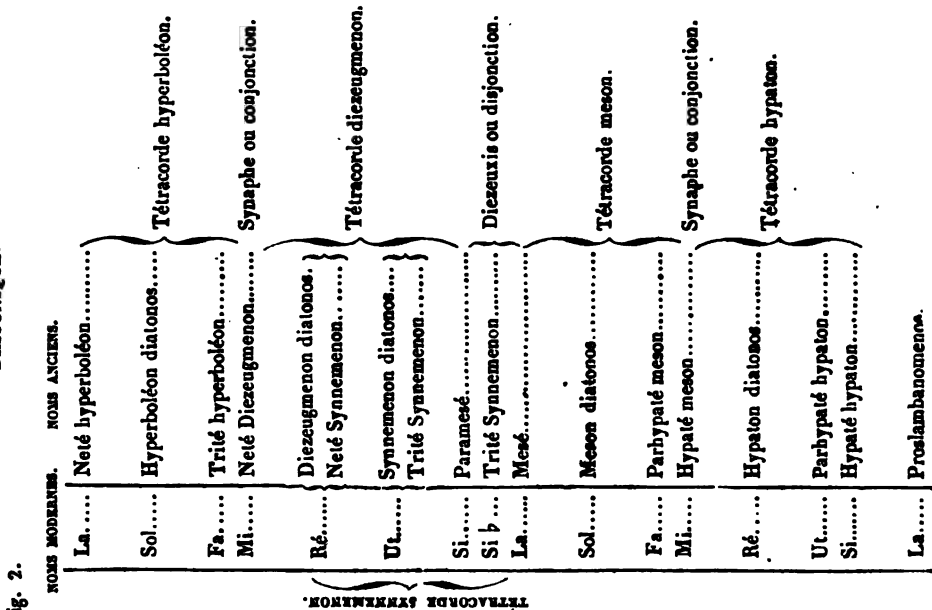 ig. 2.
NOMS MODERNES. NOMS ANCIENS.
La..... Neté hyperboléon.........
Sol..... Hyperboléon diatonos....
Tétracorde hyperboléon.
Fa..... Trité hyperboléon........
Mi..... Neté Diezeugmenon........ Synaphe ou conjonction.
Diezeugmenon diatonos.
Ré..... Neté Synnemenon......
Tétracorde diezeugmenon.
Synnemenon diatonos...
Ut..... Trité Synnemenon.....
Si..... Paramesé.................
Si ♭ ... Trité Synnemenon........ Diezeuxis ou disjonction.
La..... Mesé.....................
TÉTRACORDE SYNNEMENON.
Sol..... Meson diatonos..........
Tétracorde meson.
Fa..... Parhypaté meson..........
Mi..... Hypaté meson............. Synaphe ou conjonction.
Ré..... Hypaton diatonos.........
Tétracorde hypaton.
Ut...... Parhypaté hypaton.......
Si...... Hypaté hypaton..........
La..... Proslambanomenos.